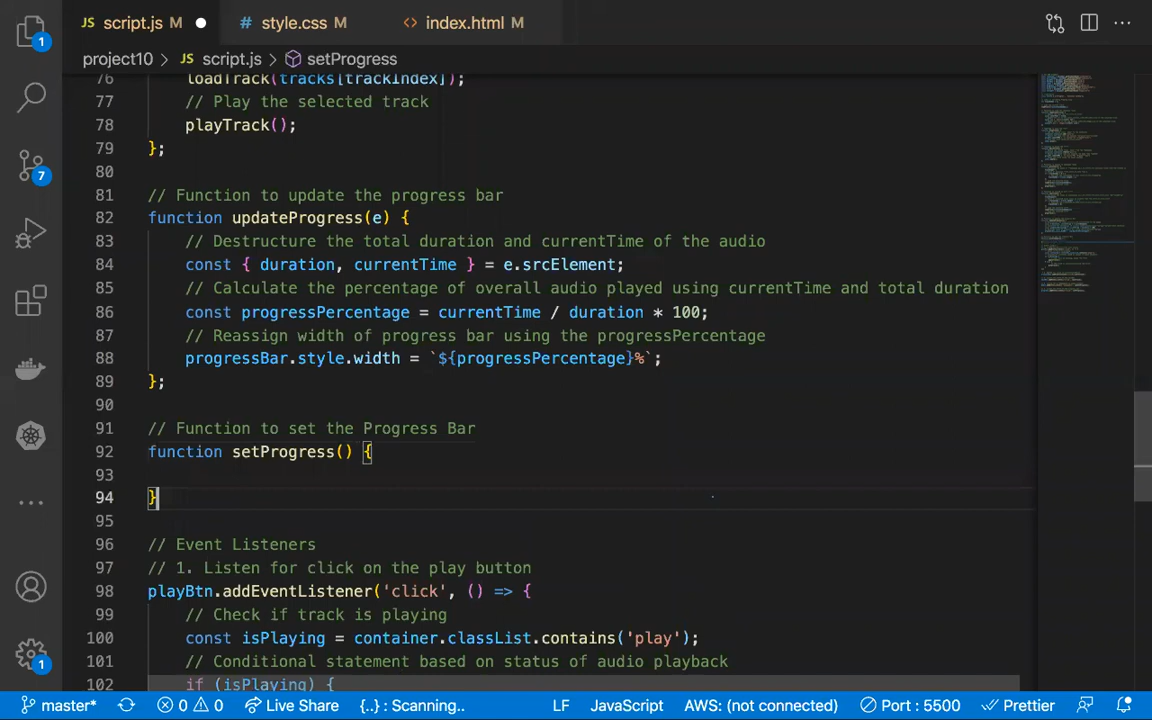 JS script.js M
# style.css M
<> index.html M
project10 > JS script.js > setProgress
76 loadTrack(tracks[trackIndex]);
77 // Play the selected track
78 playTrack();
79 };
80
81 // Function to update the progress bar
82 function updateProgress(e) {
83 // Destructure the total duration and currentTime of the audio
84 const { duration, currentTime } = e.srcElement;
85 // Calculate the percentage of overall audio played using currentTime and total duration
86 const progressPercentage = currentTime / duration * 100;
87 // Reassign width of progress bar using the progressPercentage
88 progressBar.style.width = `${progressPercentage}%`;
89 };
90
91 // Function to set the Progress Bar
92 function setProgress() {
93
94 }
95
96 // Event Listeners
97 // 1. Listen for click on the play button
98 playBtn.addEventListener('click', () => {
99 // Check if track is playing
100 const isPlaying = container.classList.contains('play');
101 // Conditional statement based on status of audio playback
102 if (isPlaying) {
1
7
1
master* 0 0 Live Share {..} : Scanning.. LF JavaScript AWS: (not connected) Port : 5500 Prettier